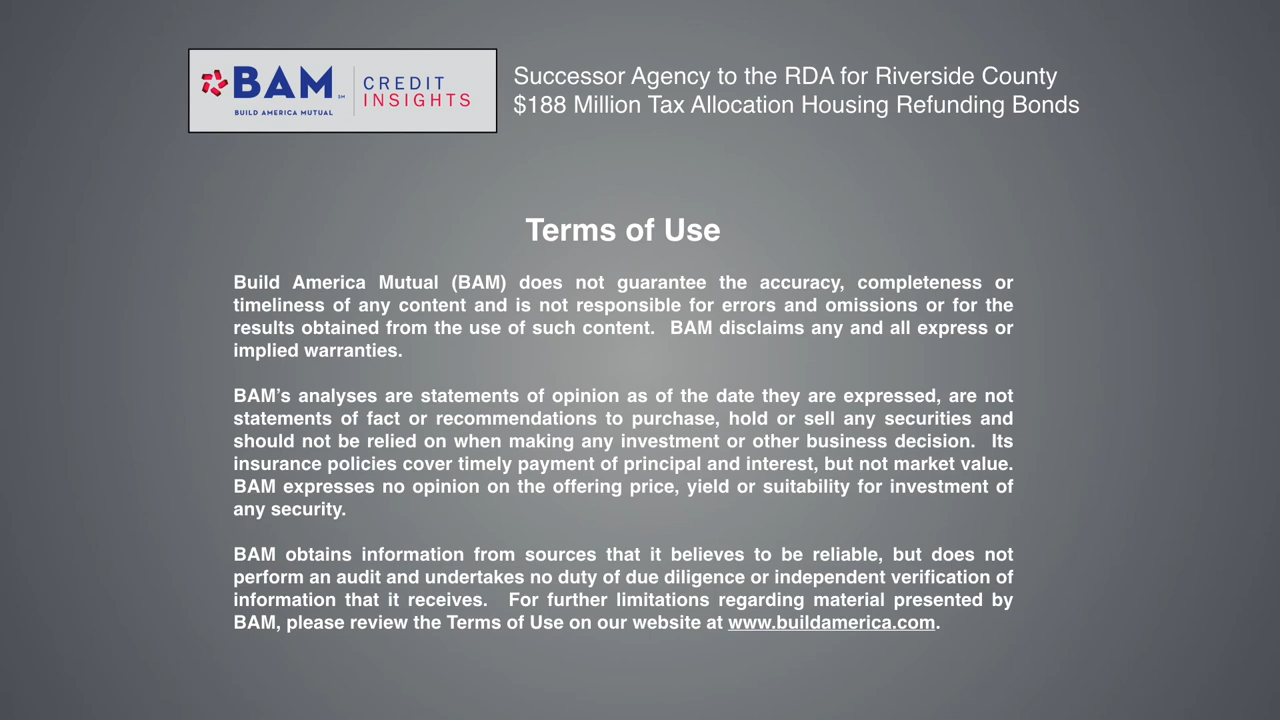 BAM SM
BUILD AMERICA MUTUAL
CREDIT
INSIGHTS
Successor Agency to the RDA for Riverside County
$188 Million Tax Allocation Housing Refunding Bonds
Terms of Use
Build America Mutual (BAM) does not guarantee the accuracy, completeness or
timeliness of any content and is not responsible for errors and omissions or for the
results obtained from the use of such content.  BAM disclaims any and all express or
implied warranties.
BAM’s analyses are statements of opinion as of the date they are expressed, are not
statements of fact or recommendations to purchase, hold or sell any securities and
should not be relied on when making any investment or other business decision.  Its
insurance policies cover timely payment of principal and interest, but not market value.
BAM expresses no opinion on the offering price, yield or suitability for investment of
any security.
BAM obtains information from sources that it believes to be reliable, but does not
perform an audit and undertakes no duty of due diligence or independent verification of
information that it receives.  For further limitations regarding material presented by
BAM, please review the Terms of Use on our website at www.buildamerica.com.